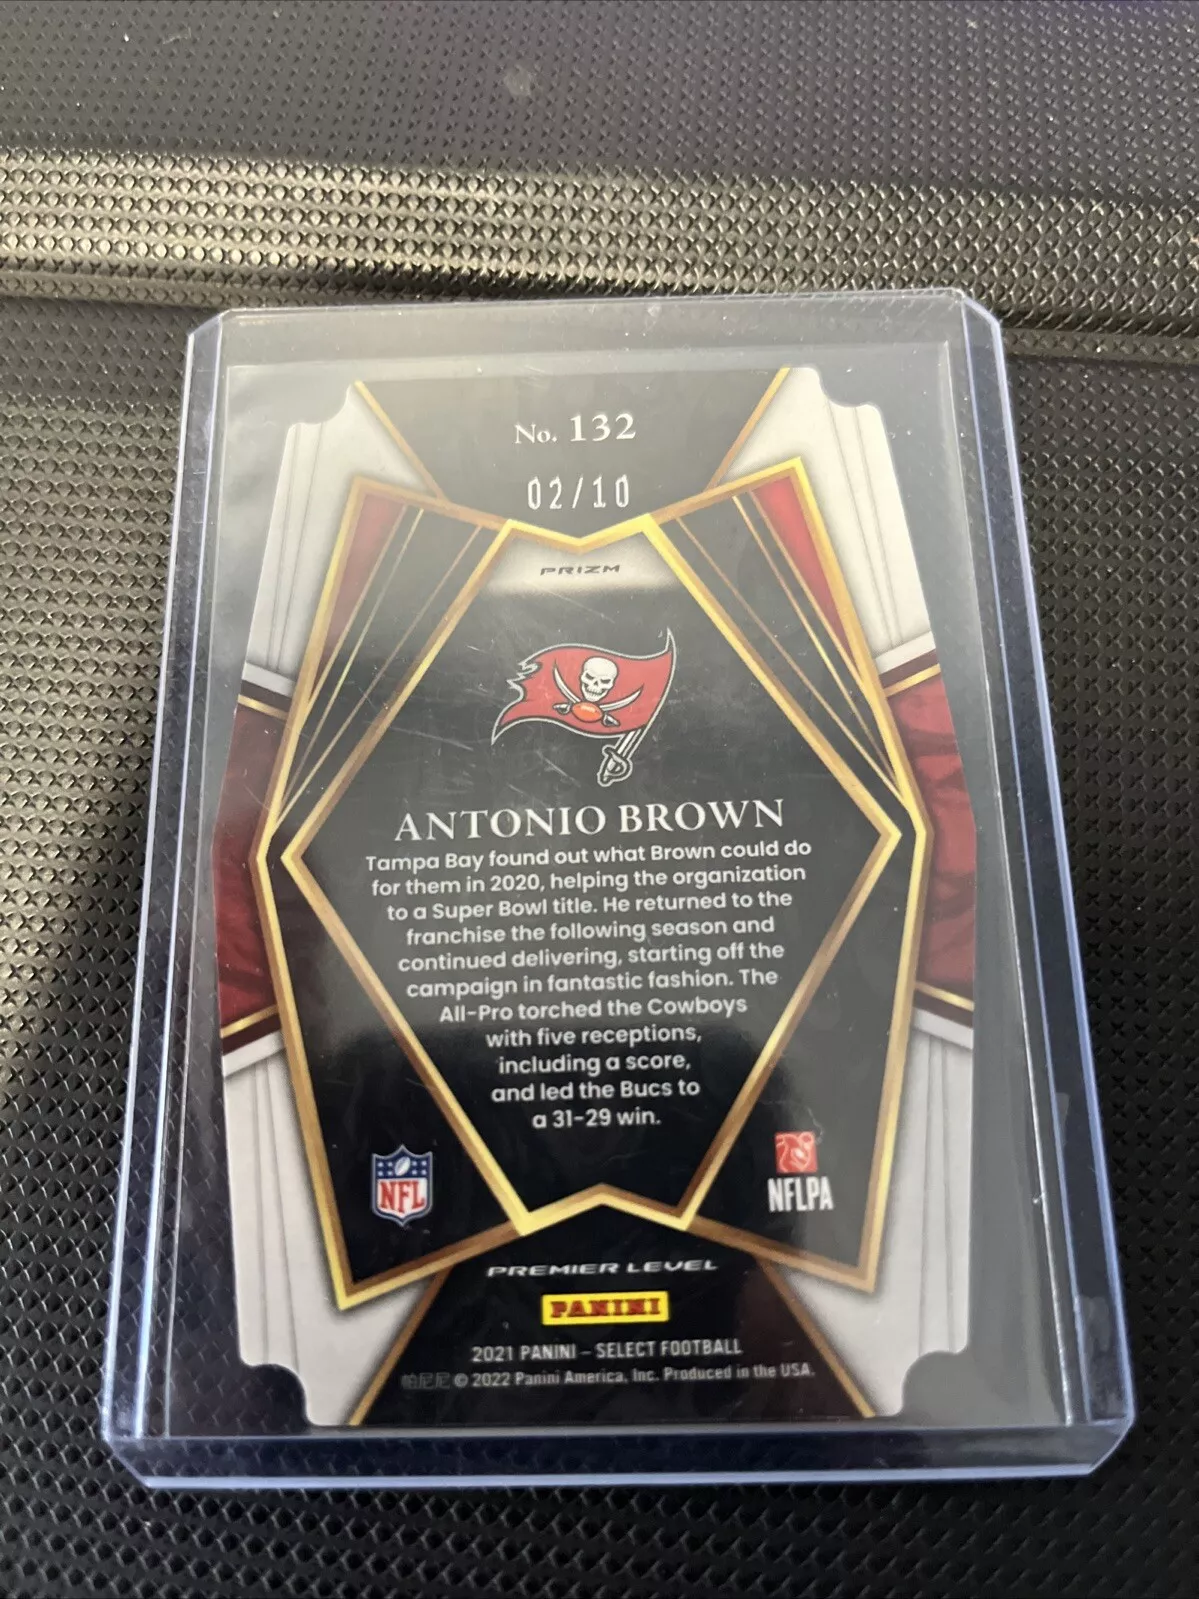 No. 132
02/10
PRIZM
ANTONIO BROWN
Tampa Bay found out what Brown could do
for them in 2020, helping the organization
to a Super Bowl title. He returned to the
franchise the following season and
continued delivering, starting off the
campaign in fantastic fashion. The
All-Pro torched the Cowboys
with five receptions,
including a score,
and led the Bucs to
a 31-29 win.
NFL
NFLPA
PREMIER LEVEL
PANINI
2021 PANINI – SELECT FOOTBALL
帕尼尼 © 2022 Panini America, Inc. Produced in the USA.